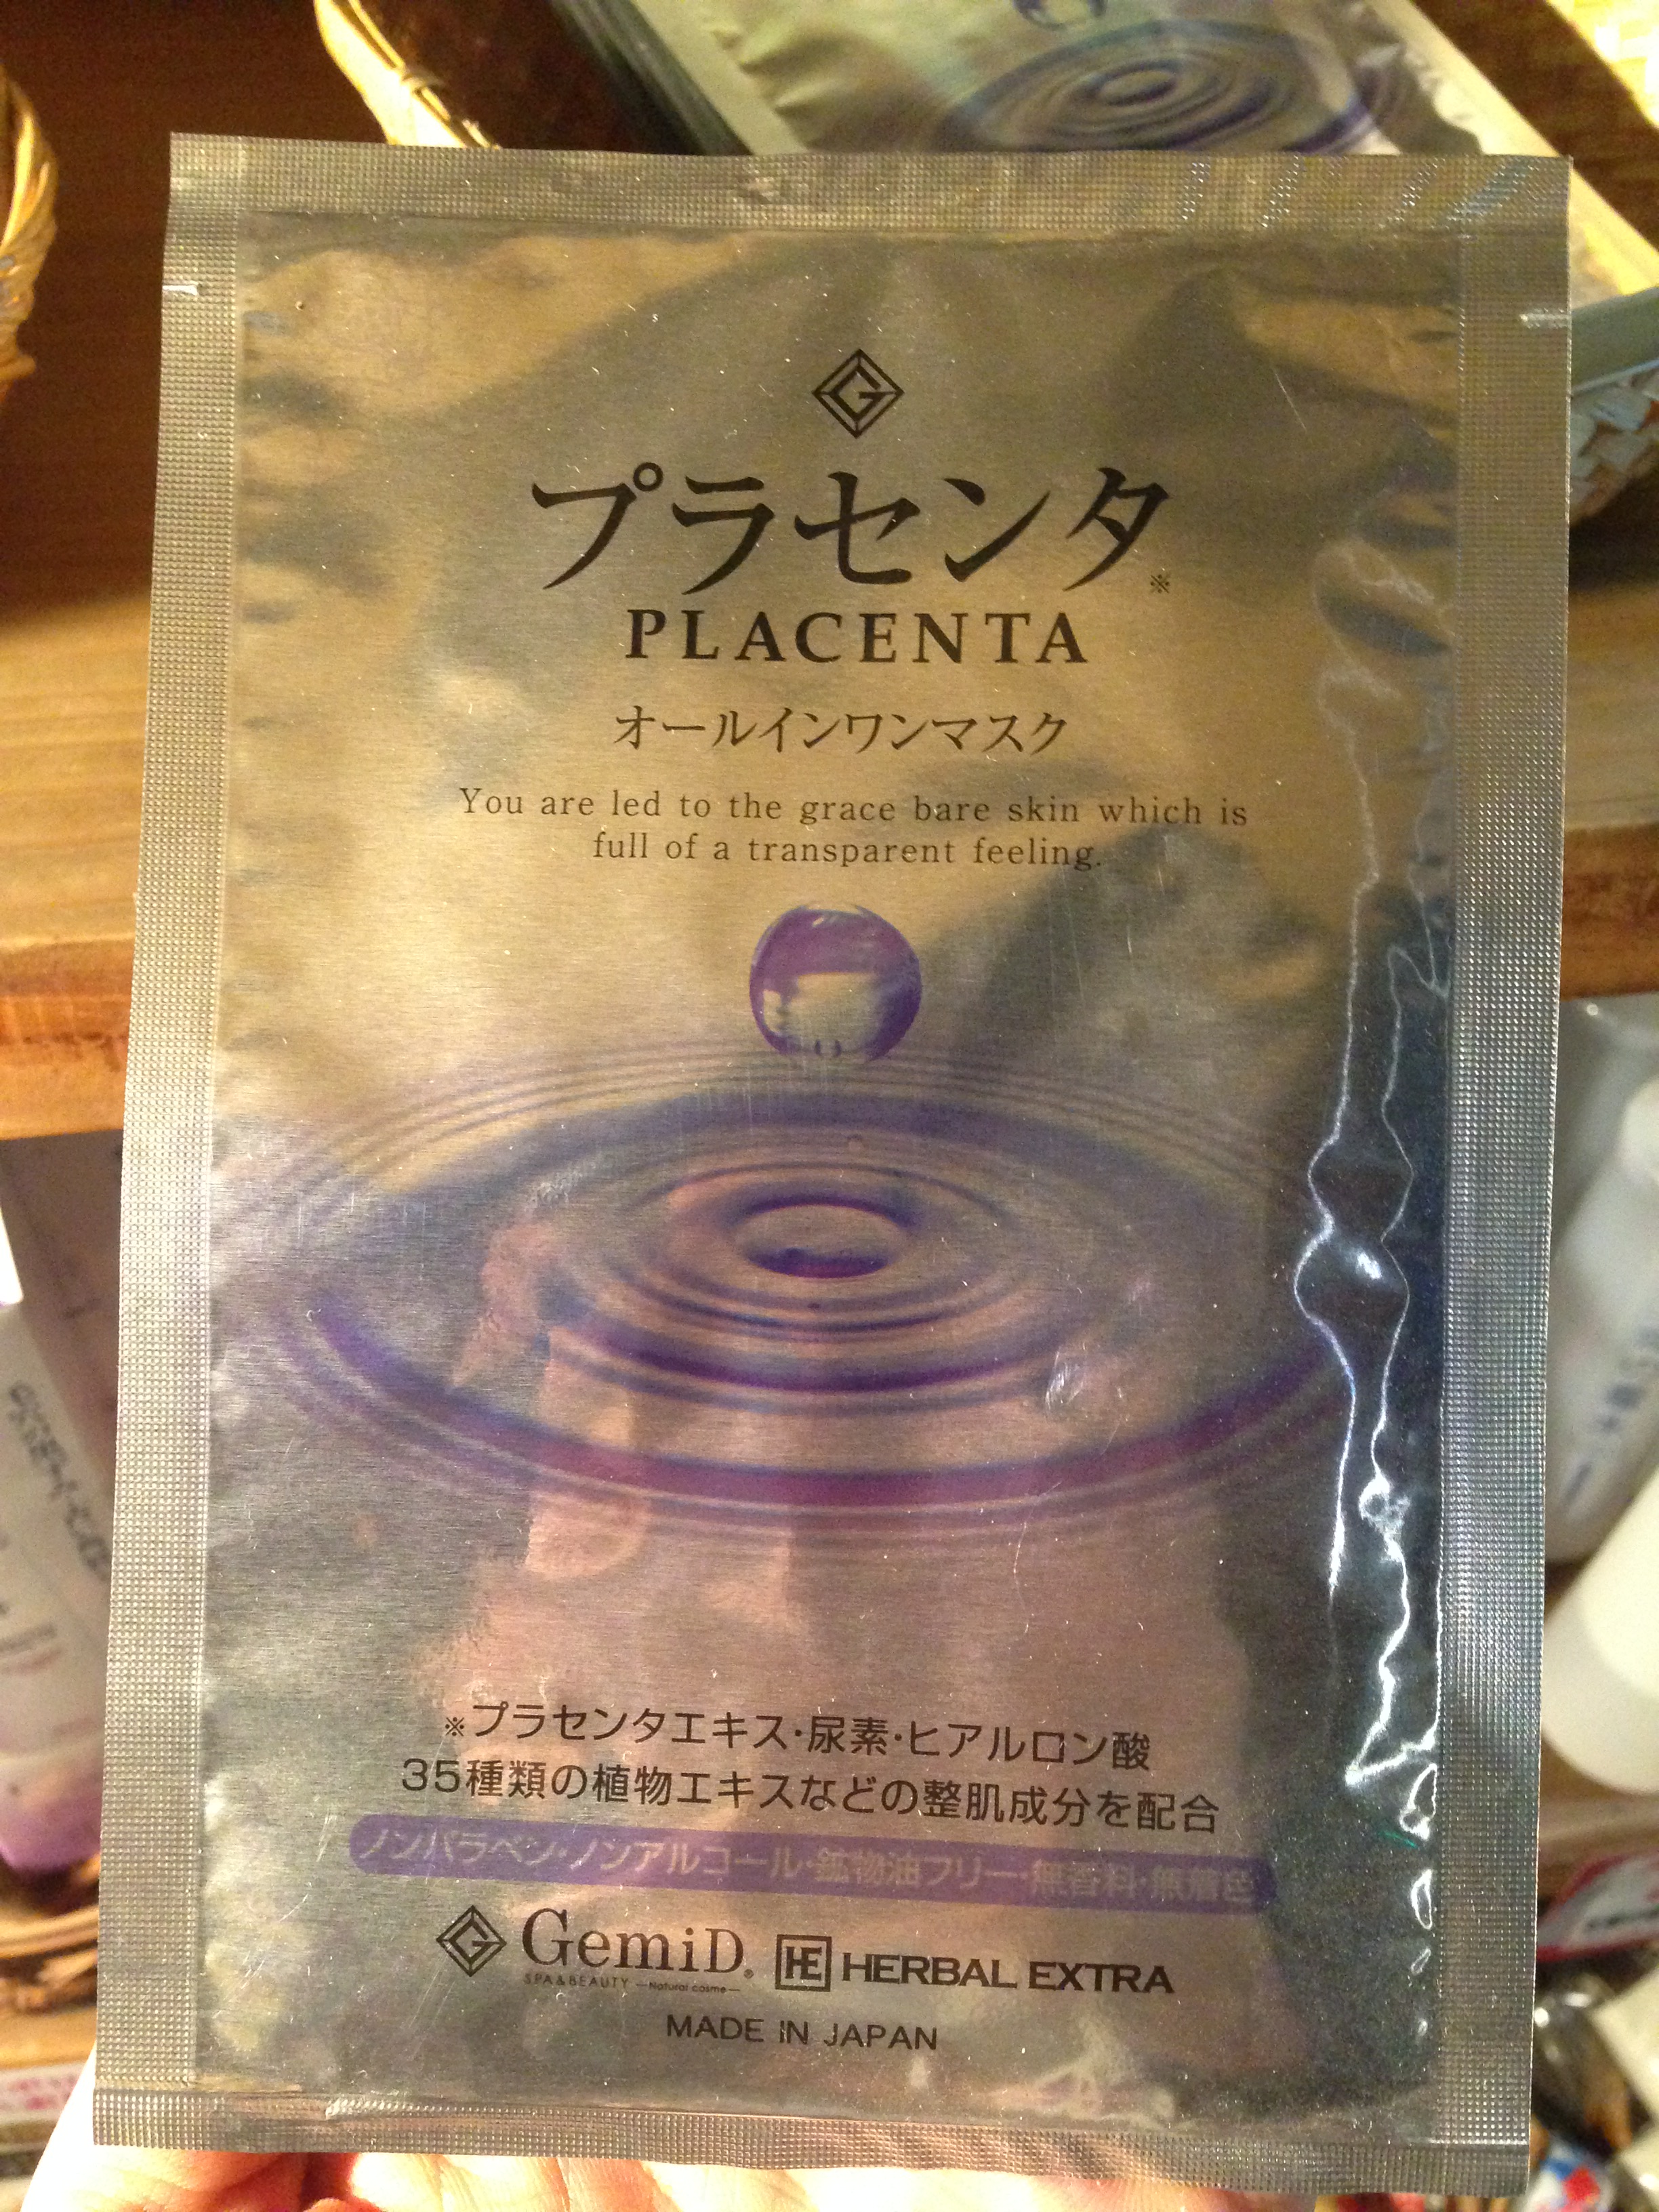 プラセンタ※
PLACENTA
オールインワンマスク
You are led to the grace bare skin which is
full of a transparent feeling.
※プラセンタエキス・尿素・ヒアルロン酸
35種類の植物エキスなどの整肌成分を配合
ノンパラベン・ノンアルコール・鉱物油フリー・無香料・無着色
GemiD® HE HERBAL EXTRA
SPA&BEAUTY —Natural cosme—
MADE IN JAPAN